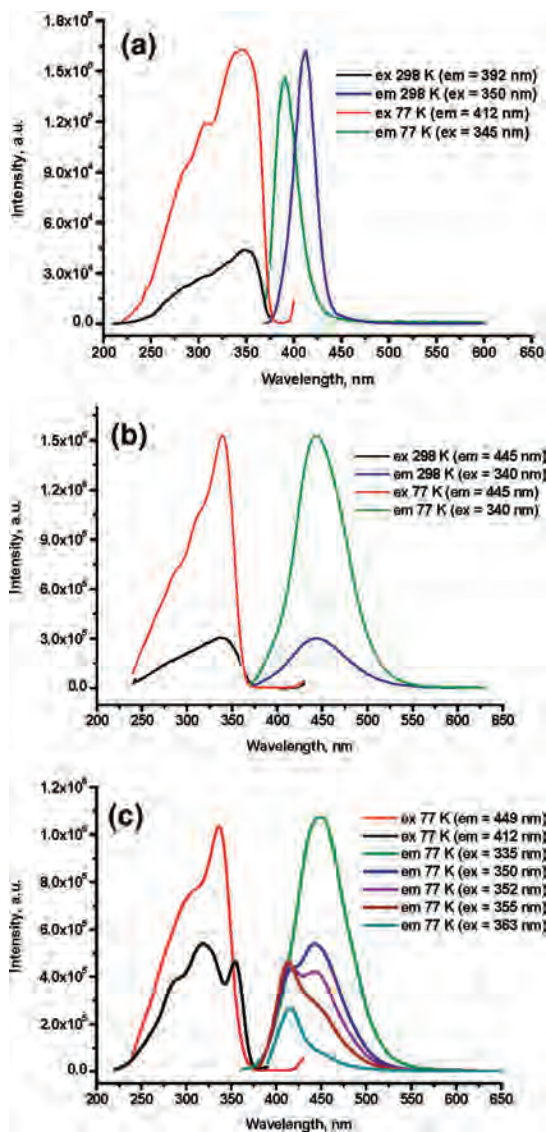 (a)
1.8x10⁵
1.5x10⁵
1.2x10⁵
9.0x10⁴
6.0x10⁴
3.0x10⁴
0.0
Intensity, a.u.
ex 298 K (em = 392 nm)
em 298 K (ex = 350 nm)
ex 77 K (em = 412 nm)
em 77 K (ex = 345 nm)
200 250 300 350 400 450 500 550 600 650
Wavelength, nm
(b)
1.5x10⁶
1.2x10⁶
9.0x10⁵
6.0x10⁵
3.0x10⁵
0.0
Intensity, a.u.
ex 298 K (em = 445 nm)
em 298 K (ex = 340 nm)
ex 77 K (em = 445 nm)
em 77 K (ex = 340 nm)
200 250 300 350 400 450 500 550 600 650
Wavelength, nm
(c)
1.2x10⁶
1.0x10⁶
8.0x10⁵
6.0x10⁵
4.0x10⁵
2.0x10⁵
0.0
Intensity, a.u.
ex 77 K (em = 449 nm)
ex 77 K (em = 412 nm)
em 77 K (ex = 335 nm)
em 77 K (ex = 350 nm)
em 77 K (ex = 352 nm)
em 77 K (ex = 355 nm)
em 77 K (ex = 363 nm)
200 250 300 350 400 450 500 550 600 650
Wavelength, nm